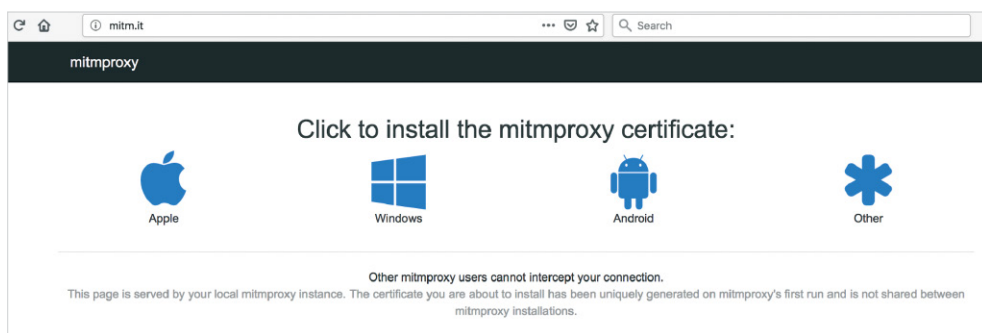 mitm.it
Search
mitmproxy
Click to install the mitmproxy certificate:
Apple Windows Android Other
Other mitmproxy users cannot intercept your connection.
This page is served by your local mitmproxy instance. The certificate you are about to install has been uniquely generated on mitmproxy's first run and is not shared between
mitmproxy installations.